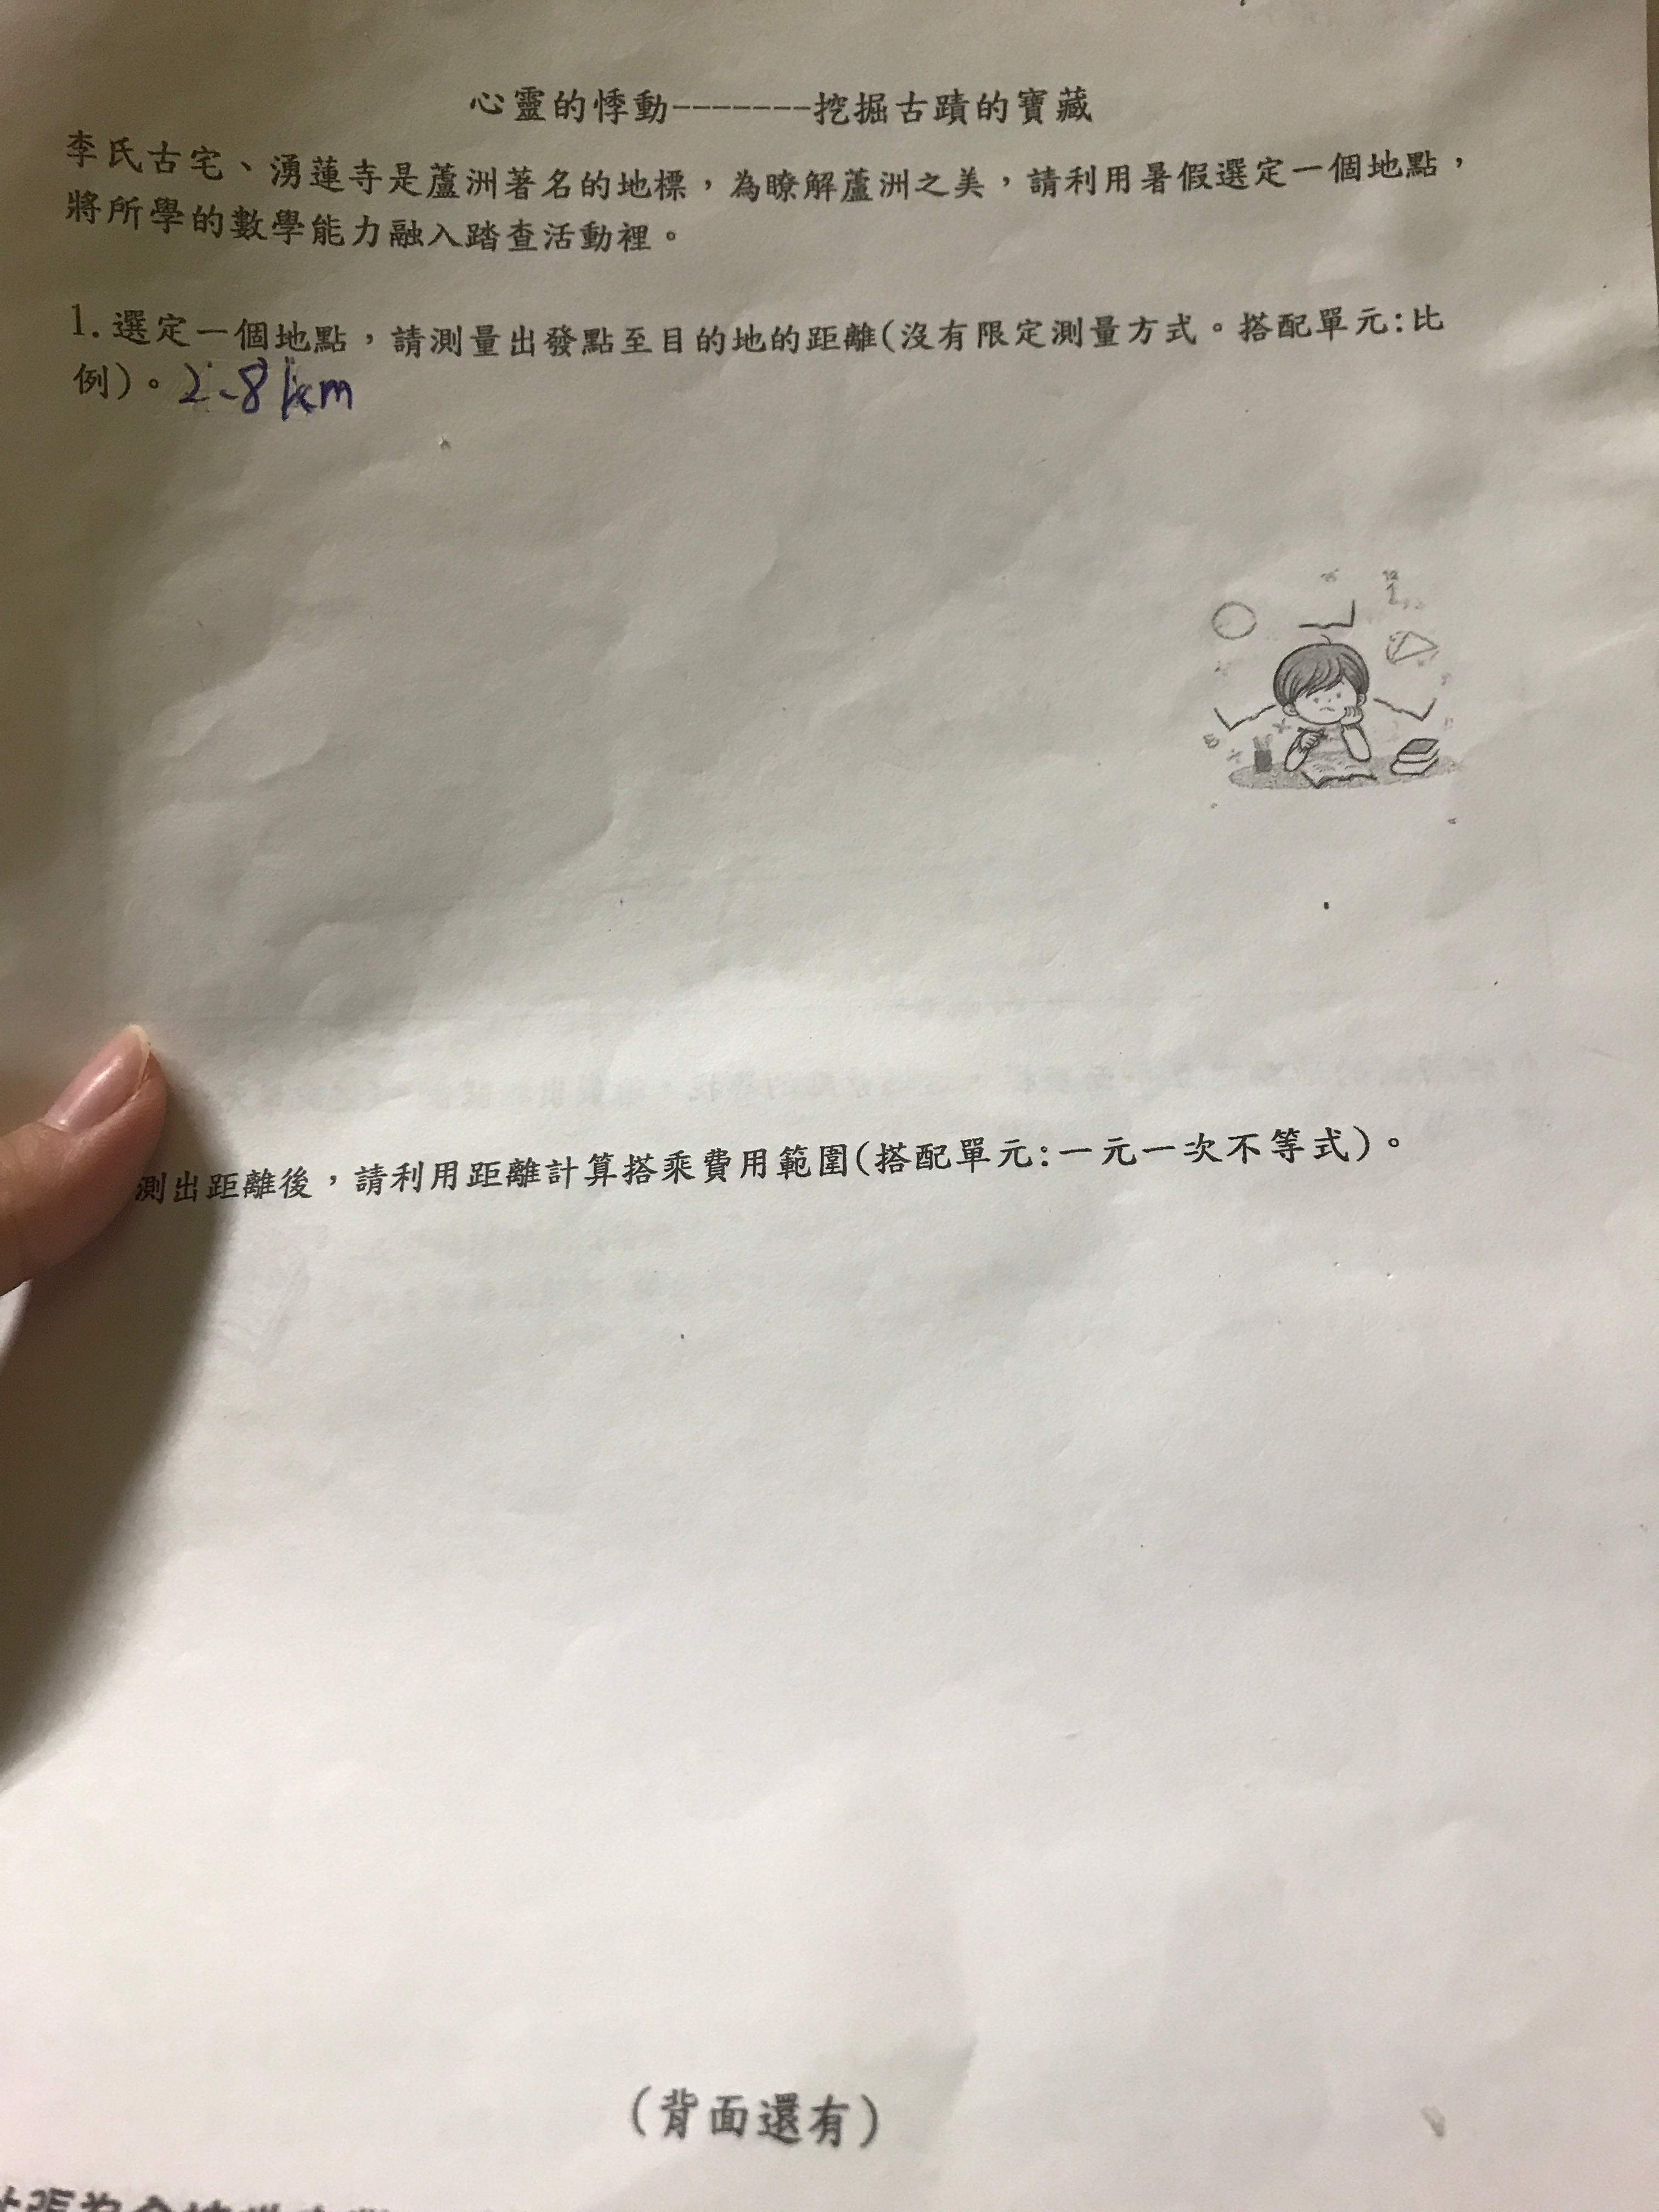 心靈的悸動-------挖掘古蹟的寶藏
李氏古宅、湧蓮寺是蘆洲著名的地標，為瞭解蘆洲之美，請利用暑假選定一個地點，
將所學的數學能力融入踏查活動裡。
1.選定一個地點，請測量出發點至目的地的距離(沒有限定測量方式。搭配單元:比
例)。2.8km
測出距離後，請利用距離計算搭乘費用範圍(搭配單元:一元一次不等式)。
(背面還有)